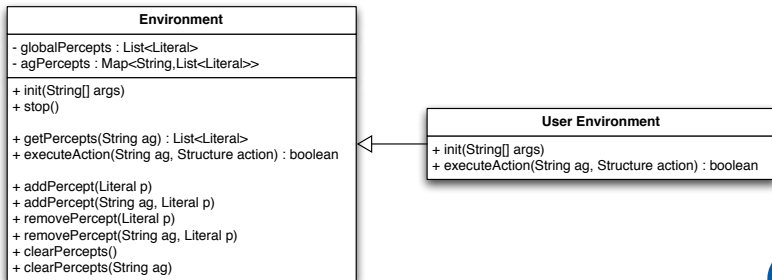 Environment
- globalPercepts : List<Literal>
- agPercepts : Map<String,List<Literal>>
+ init(String[] args)
+ stop()
+ getPercepts(String ag) : List<Literal>
+ executeAction(String ag, Structure action) : boolean
+ addPercept(Literal p)
+ addPercept(String ag, Literal p)
+ removePercept(Literal p)
+ removePercept(String ag, Literal p)
+ clearPercepts()
+ clearPercepts(String ag)
User Environment
+ init(String[] args)
+ executeAction(String ag, Structure action) : boolean